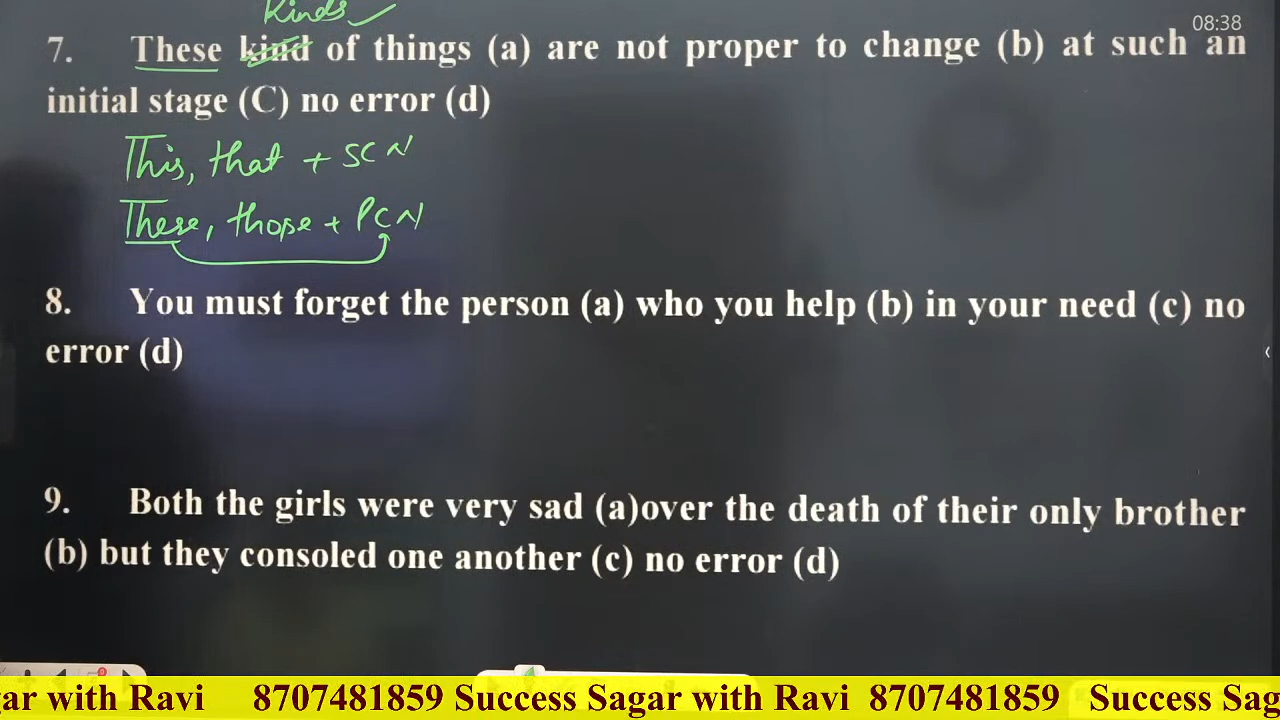 Kinds ✓
08:38
7. These kind of things (a) are not proper to change (b) at such an
initial stage (C) no error (d)
This, that + SCN
These, those + PCN
8. You must forget the person (a) who you help (b) in your need (c) no
error (d)
9. Both the girls were very sad (a)over the death of their only brother
(b) but they consoled one another (c) no error (d)
gar with Ravi 8707481859 Success Sagar with Ravi 8707481859 Success Sag